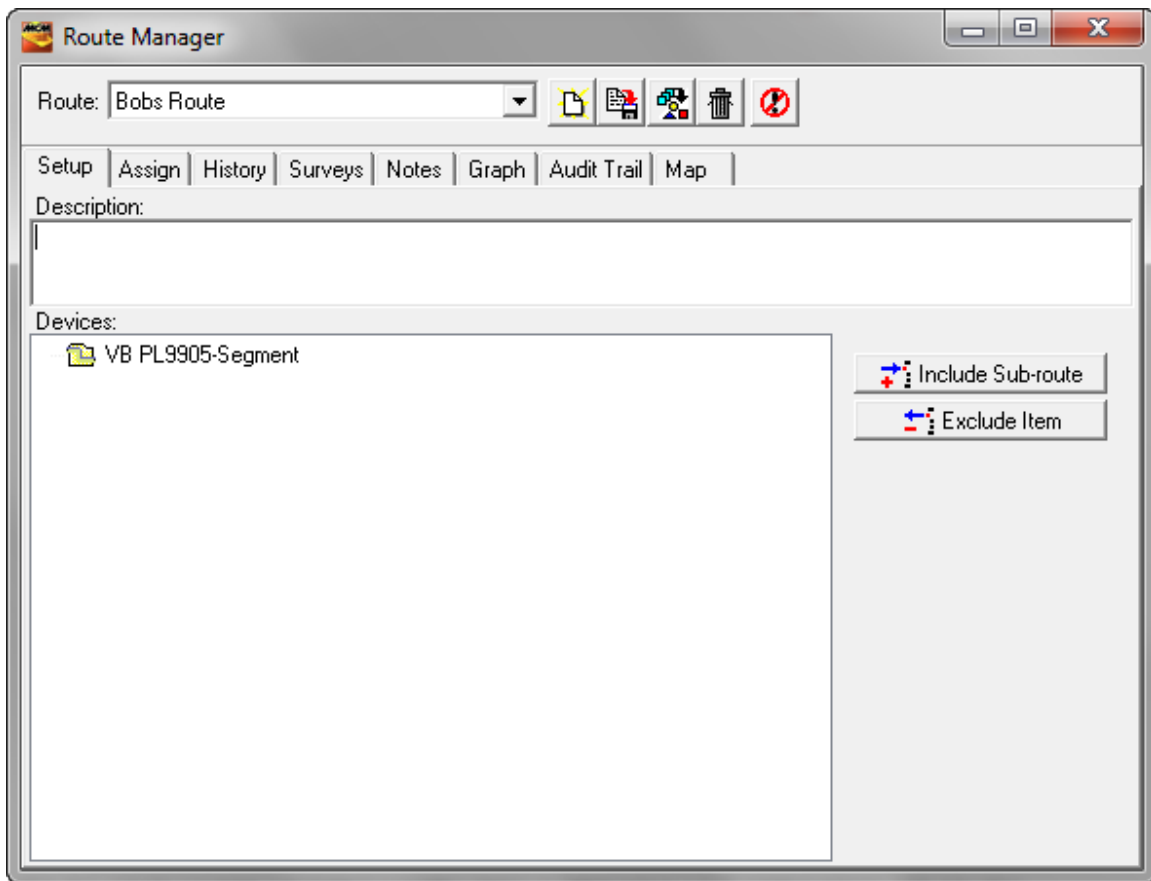 MCM
Route Manager
Route: Bobs Route
Setup Assign History Surveys Notes Graph Audit Trail Map
Description:
Devices:
VB PL9905-Segment
Include Sub-route
Exclude Item